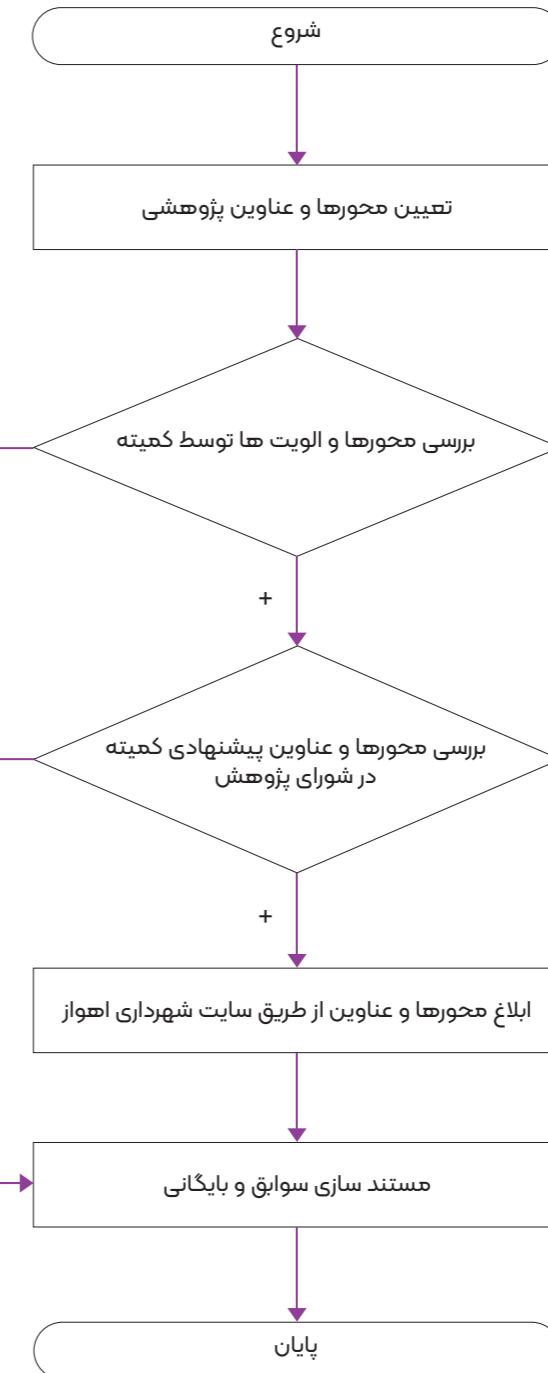 شروع
تعیین محورها و عناوین پژوهشی
بررسی محورها و الویت ها توسط کمیته
+
بررسی محورها و عناوین پیشنهادی کمیته
در شورای پژوهش
+
ابلاغ محورها و عناوین از طریق سایت شهرداری اهواز
مستند سازی سوابق و بایگانی
پایان